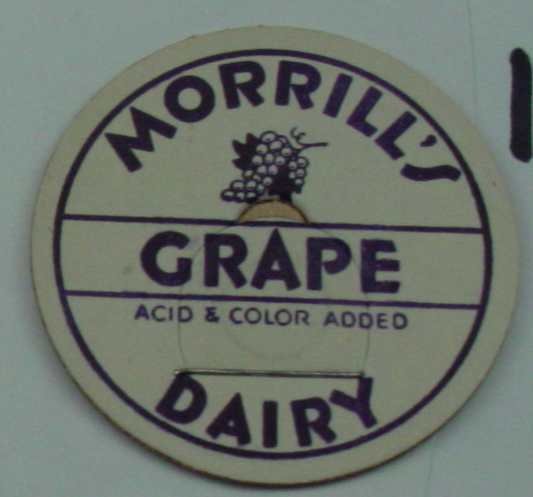 MORRILL'S
GRAPE
ACID & COLOR ADDED
DAIRY